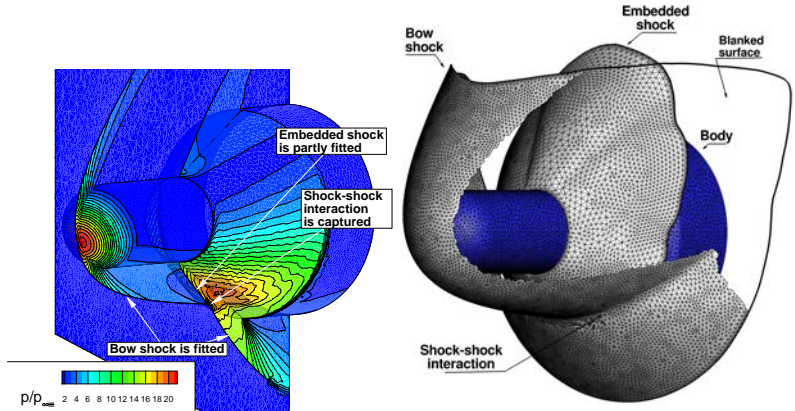 Embedded shock
is partly fitted
Shock-shock
interaction
is captured
Bow shock is fitted
p/p∞
2 4 6 8 10 12 14 16 18 20
Bow
shock
Embedded
shock
Blanked
surface
Body
Shock-shock
interaction